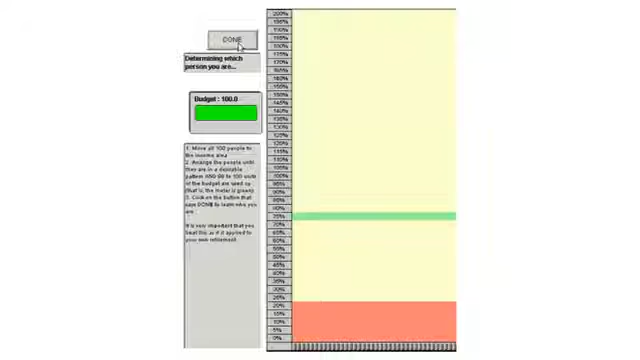 DONE
Determining which
person you are...
Budget : 100.0
1. Move all 100 people to
the income area
2. Arrange the people until
they are in a desirable
pattern AND 99 to 100 units
of the budget are used up
(that is, the meter is green)
3. Click on the button that
says DONE to learn who you
are
It is very important that you
treat this as if it applied to
your own retirement
200%
195%
190%
185%
180%
175%
170%
165%
160%
155%
150%
145%
140%
135%
130%
125%
120%
115%
110%
105%
100%
95%
90%
85%
80%
75%
70%
65%
60%
55%
50%
45%
40%
35%
30%
25%
20%
15%
10%
5%
0%